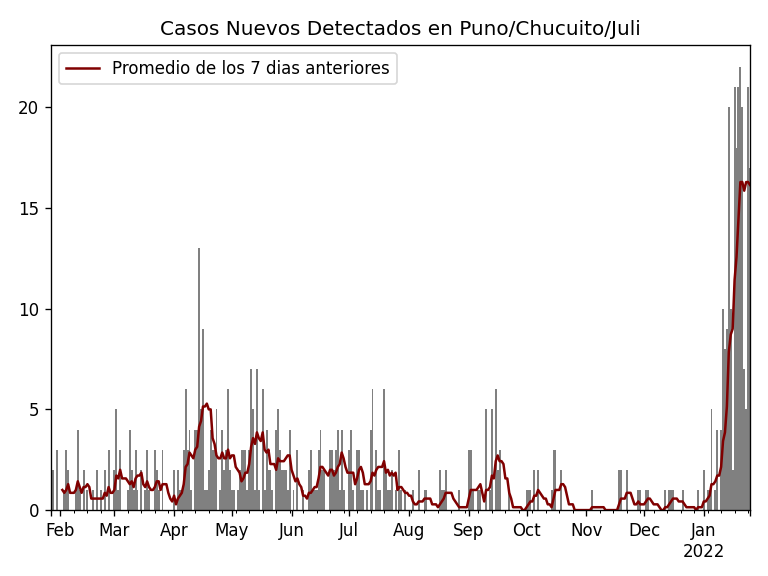 Casos Nuevos Detectados en Puno/Chucuito/Juli
Promedio de los 7 dias anteriores
20
15
10
5
0
Feb Mar Apr May Jun Jul Aug Sep Oct Nov Dec Jan
2022